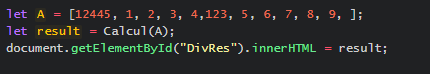 let A = [12445, 1, 2, 3, 4,123, 5, 6, 7, 8, 9, ];
let result = Calcul(A);
document.getElementById("DivRes").innerHTML = result;